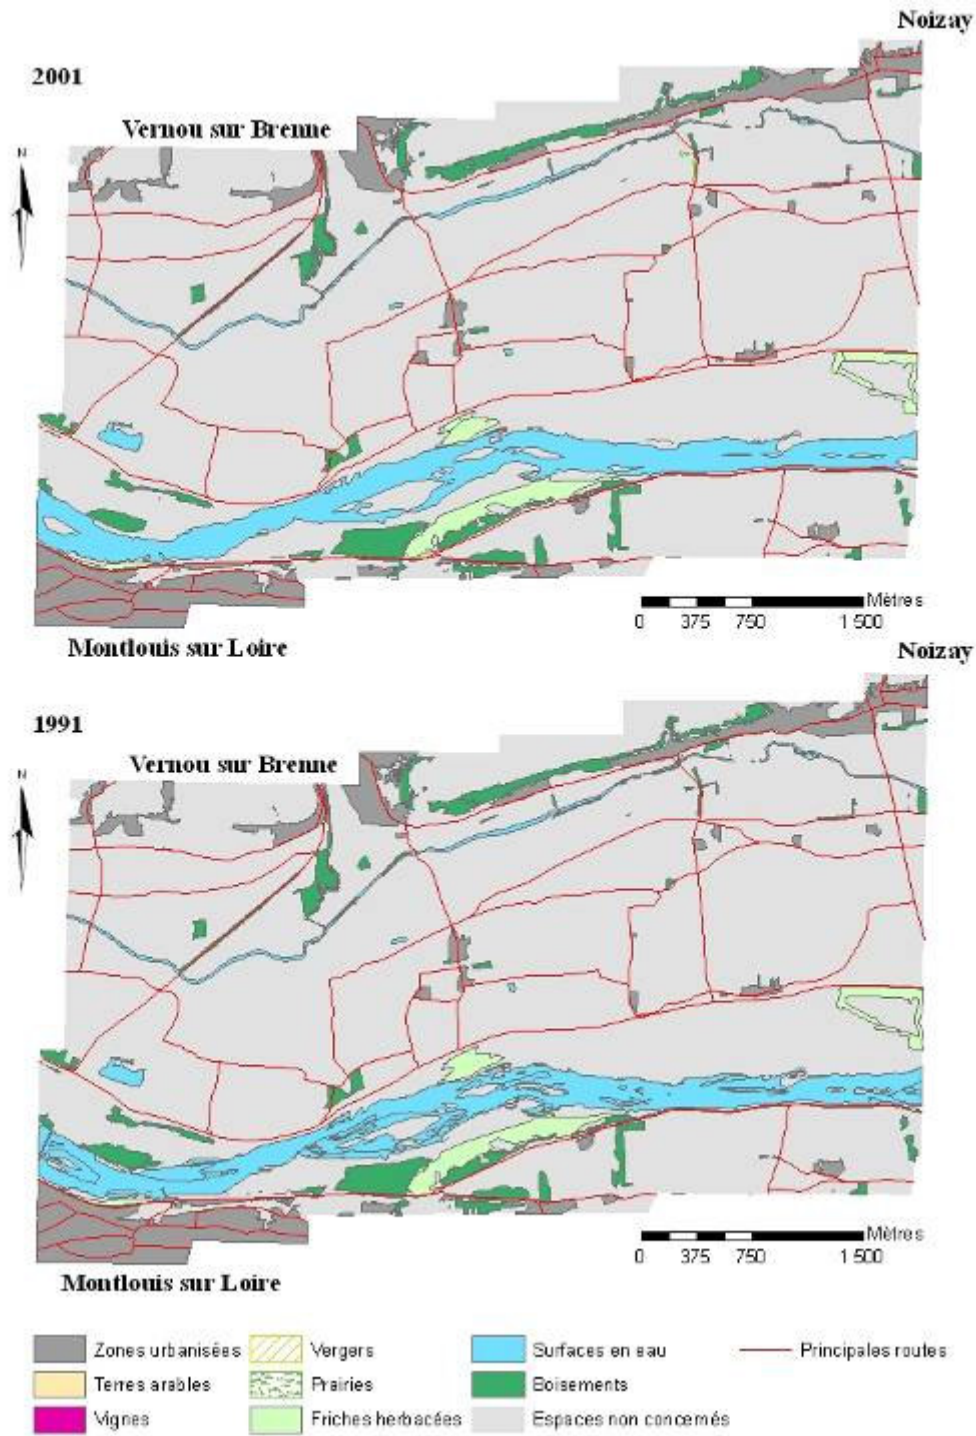 Noizay
2001
Vernou sur Brenne
N
Mètres
0 375 750 1 500
Montlouis sur Loire
Noizay
1991
Vernou sur Brenne
N
Mètres
0 375 750 1 500
Montlouis sur Loire
Zones urbanisées Vergers Surfaces en eau Principales routes
Terres arables Prairies Boisements
Vignes Friches herbacées Espaces non concernés